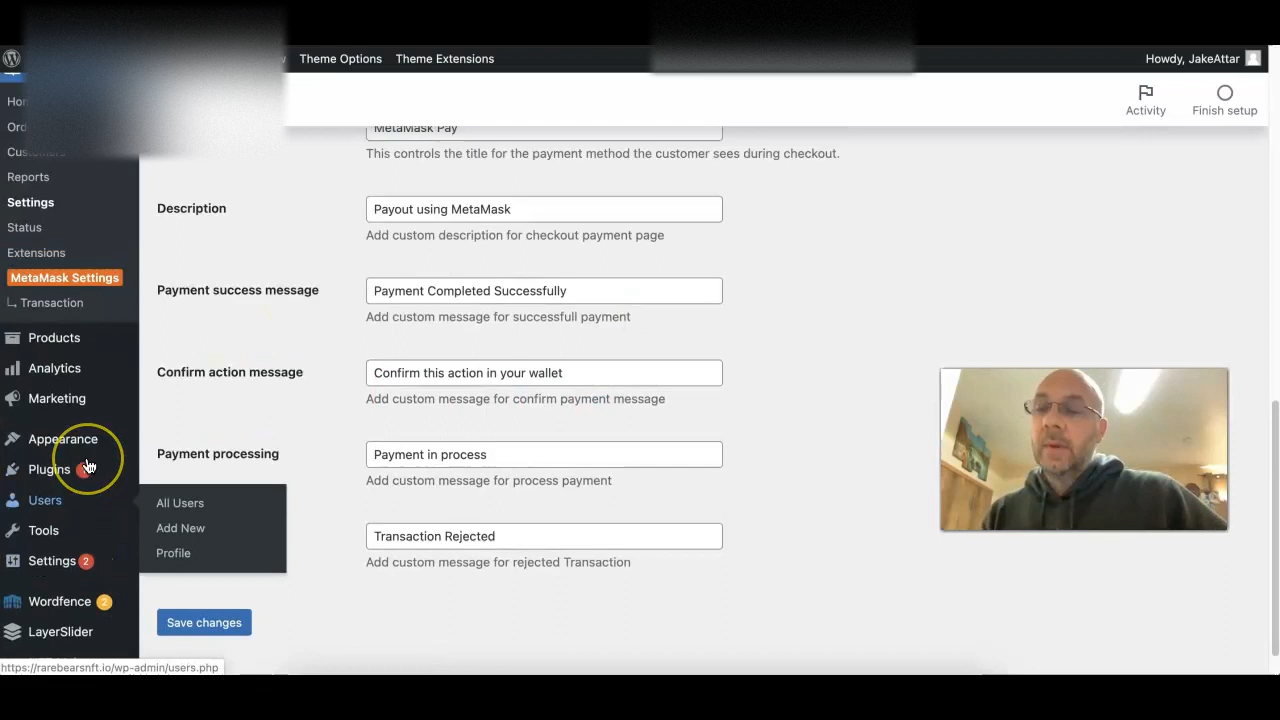 Theme Options
Theme Extensions
Howdy, JakeAttar
Activity
Finish setup
Reports
Settings
Status
Extensions
MetaMask Settings
Transaction
Products
Analytics
Marketing
Appearance
Plugins
Users
Tools
Settings 2
Wordfence 2
LayerSlider
All Users
Add New
Profile
MetaMask Pay
This controls the title for the payment method the customer sees during checkout.
Description
Payout using MetaMask
Add custom description for checkout payment page
Payment success message
Payment Completed Successfully
Add custom message for successfull payment
Confirm action message
Confirm this action in your wallet
Add custom message for confirm payment message
Payment processing
Payment in process
Add custom message for process payment
Transaction Rejected
Add custom message for rejected Transaction
Save changes
https://rarebearsnft.io/wp-admin/users.php